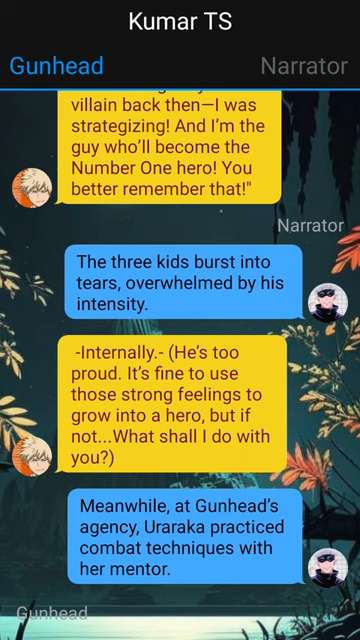 Kumar TS
Gunhead
Narrator
villain back then—I was
strategizing! And I'm the
guy who'll become the
Number One hero! You
better remember that!"
Narrator
The three kids burst into
tears, overwhelmed by his
intensity.
-Internally.- (He's too
proud. It's fine to use
those strong feelings to
grow into a hero, but if
not...What shall I do with
you?)
Meanwhile, at Gunhead's
agency, Uraraka practiced
combat techniques with
her mentor.
Gunhead